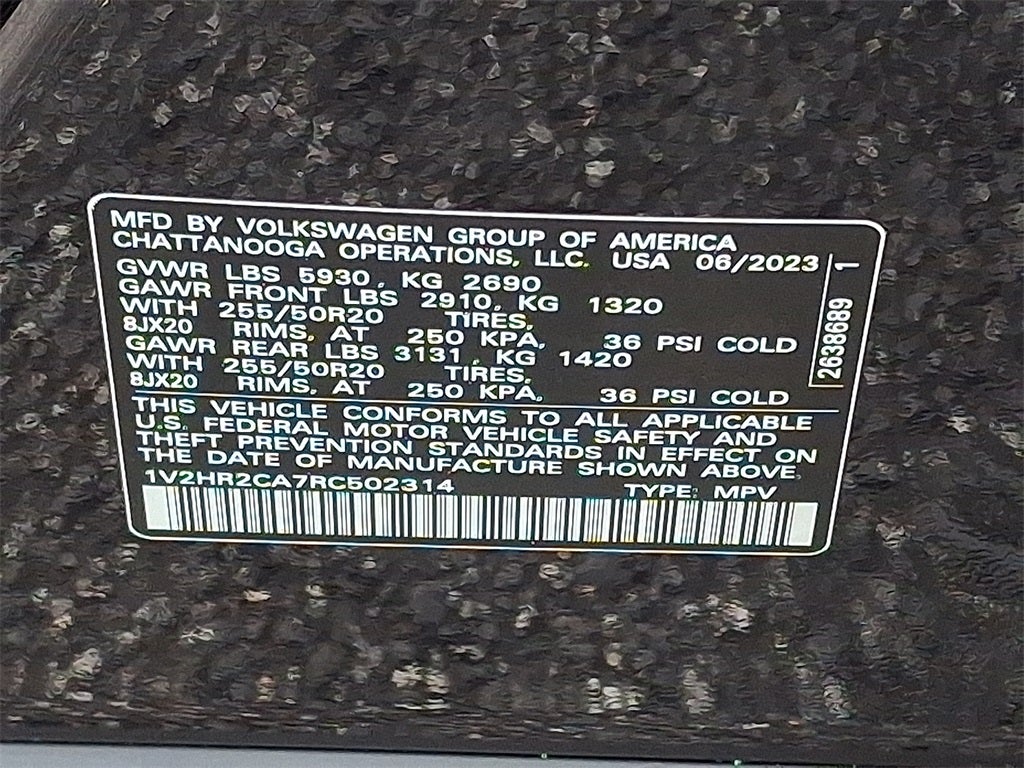 MFD BY VOLKSWAGEN GROUP OF AMERICA
CHATTANOOGA OPERATIONS, LLC. USA 06/2023
GVWR LBS 5930, KG 2690
GAWR FRONT LBS 2910, KG 1320
WITH 255/50R20 TIRES,
8JX20 RIMS, AT 250 KPA, 36 PSI COLD
GAWR REAR LBS 3131, KG 1420
WITH 255/50R20 TIRES,
8JX20 RIMS, AT 250 KPA, 36 PSI COLD
THIS VEHICLE CONFORMS TO ALL APPLICABLE
U.S. FEDERAL MOTOR VEHICLE SAFETY AND
THEFT PREVENTION STANDARDS IN EFFECT ON
THE DATE OF MANUFACTURE SHOWN ABOVE.
1V2HR2CA7RC502314 TYPE: MPV
2638689 1